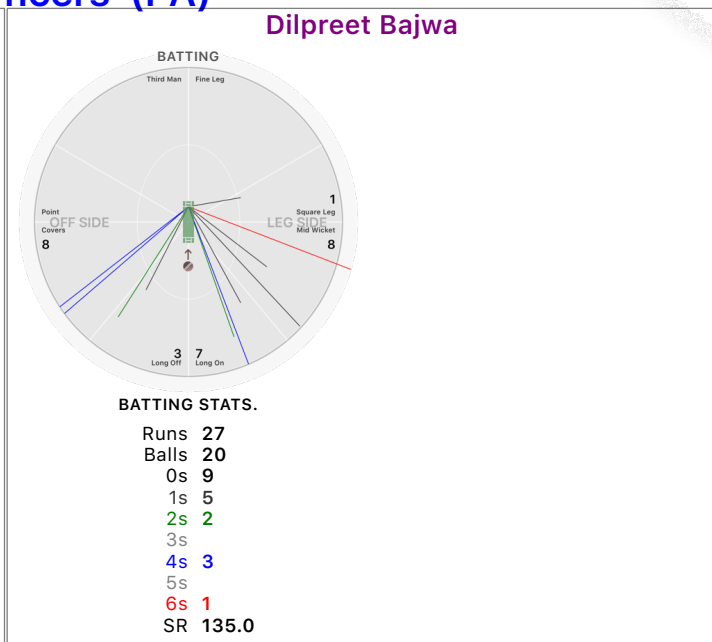 (PA)
Dilpreet Bajwa
BATTING
Third Man Fine Leg
1
Point Square Leg
OFF SIDE LEG SIDE
Covers Mid Wicket
8 8
3 7
Long Off Long On
BATTING STATS.
Runs 27
Balls 20
0s 9
1s 5
2s 2
3s
4s 3
5s
6s 1
SR 135.0